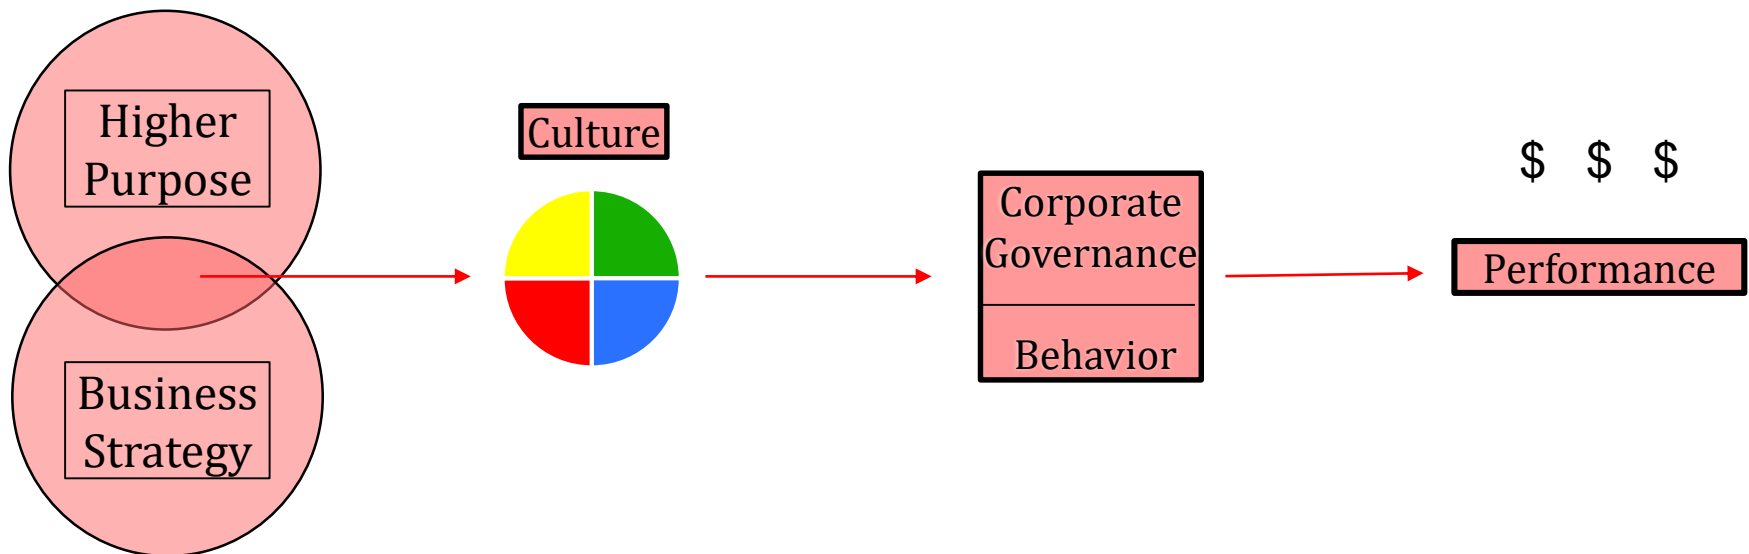 Higher
Purpose
Business
Strategy
Culture
Corporate
Governance
Behavior
$ $ $
Performance